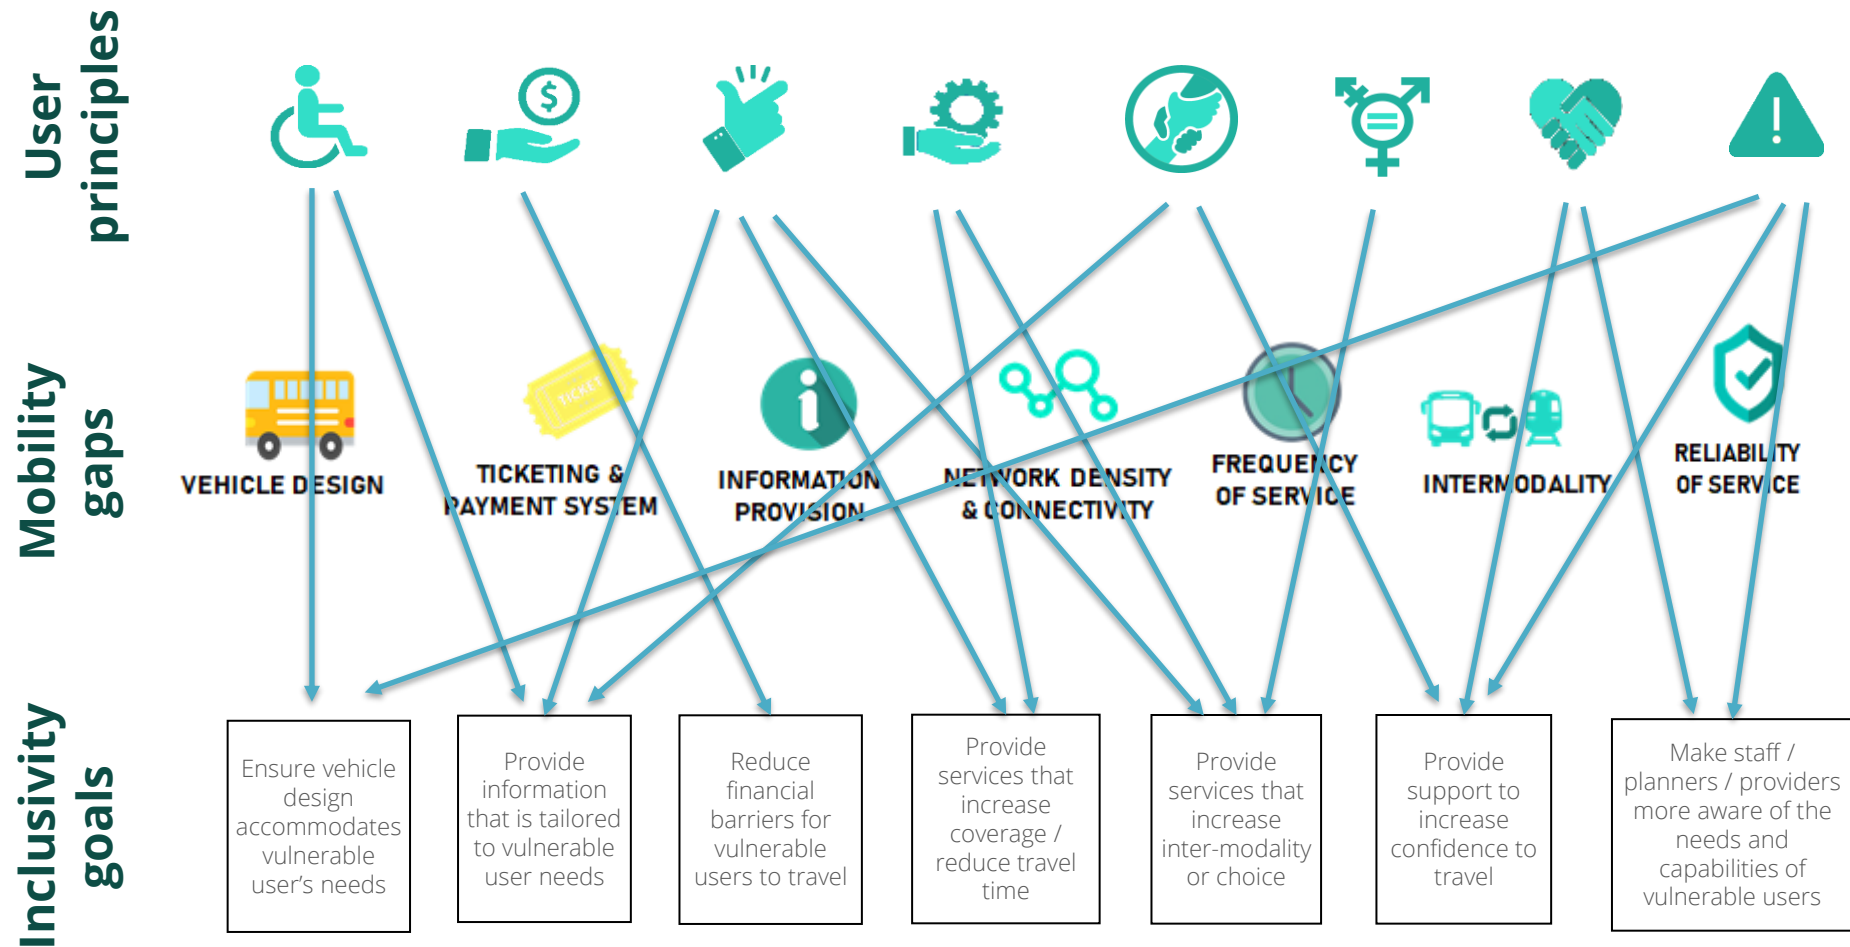 User
principles
$
Mobility
gaps
VEHICLE DESIGN
TICKET
TICKETING &
PAYMENT SYSTEM
INFORMATION
PROVISION
NETWORK DENSITY
& CONNECTIVITY
FREQUENCY
OF SERVICE
INTERMODALITY
RELIABILITY
OF SERVICE
Inclusivity
goals
Ensure vehicle
design
accommodates
vulnerable
user’s needs
Provide
information
that is tailored
to vulnerable
user needs
Reduce
financial
barriers for
vulnerable
users to travel
Provide
services that
increase
coverage /
reduce travel
time
Provide
services that
increase
inter-modality
or choice
Provide
support to
increase
confidence to
travel
Make staff /
planners / providers
more aware of the
needs and
capabilities of
vulnerable users